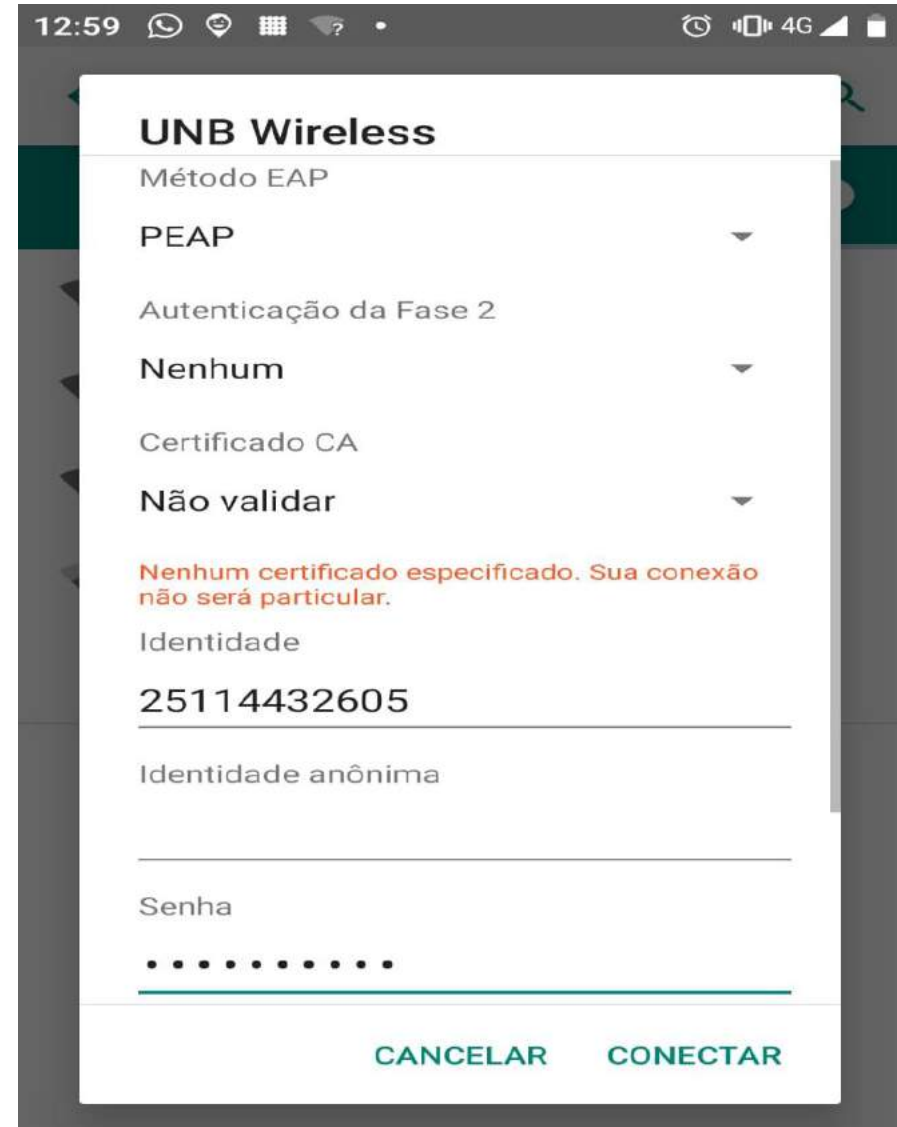 12:59 ? 4G
UNB Wireless
Método EAP
PEAP
Autenticação da Fase 2
Nenhum
Certificado CA
Não validar
Nenhum certificado especificado. Sua conexão
não será particular.
Identidade
25114432605
Identidade anônima
Senha
••••••••••
CANCELAR CONECTAR